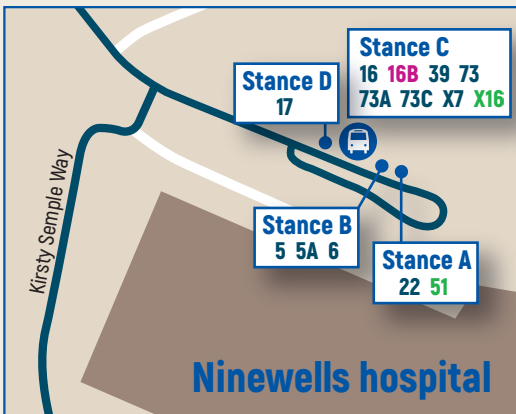 Stance C
16 16B 39 73
73A 73C X7 X16
Stance D
17
Kirsty Semple Way
Stance B
5 5A 6
Stance A
22 51
Ninewells hospital